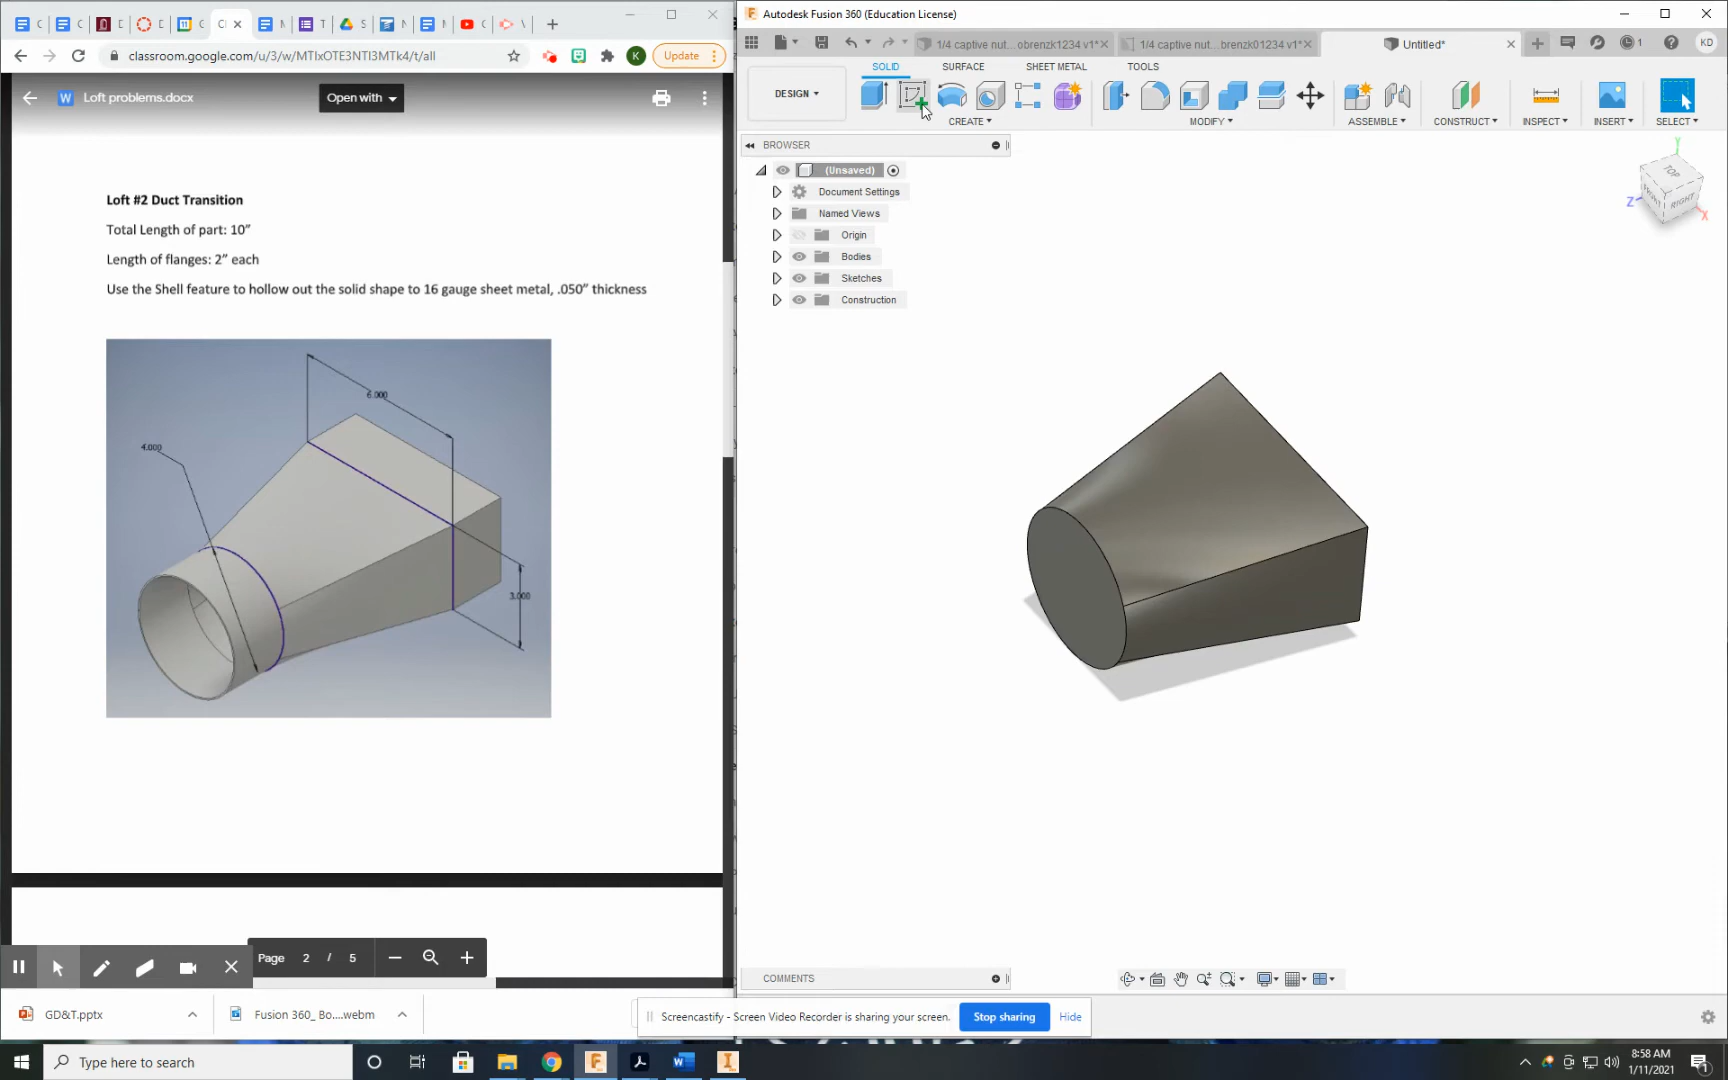 Autodesk Fusion 360 (Education License)
classroom.google.com/u/3/w/MTIxOTE3NTI3MTk4/t/all
K
Update
1/4 captive nut...obrenzk1234 v1*
1/4 captive nut...brenzk01234 v1*
Untitled*
1
KD
Loft problems.docx
Open with
SOLID
SURFACE
SHEET METAL
TOOLS
DESIGN
CREATE
MODIFY
ASSEMBLE
CONSTRUCT
INSPECT
INSERT
SELECT
BROWSER
(Unsaved)
Document Settings
Named Views
Origin
Bodies
Sketches
Construction
TOP
RIGHT
Y
Z
X
Loft #2 Duct Transition
Total Length of part: 10"
Length of flanges: 2" each
Use the Shell feature to hollow out the solid shape to 16 gauge sheet metal, .050" thickness
6.000
4.000
3.000
Page 2 / 5
COMMENTS
GD&T.pptx
Fusion 360_ Bo....webm
Screencastify - Screen Video Recorder is sharing your screen.
Stop sharing
Hide
Type here to search
8:58 AM
1/11/2021